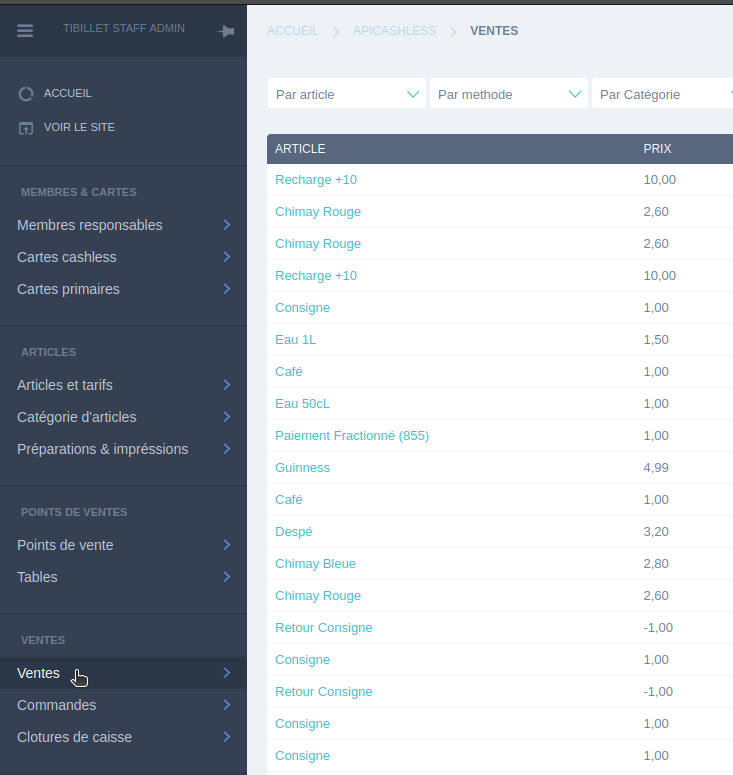 TIBILLET STAFF ADMIN
ACCUEIL
VOIR LE SITE
MEMBRES & CARTES
Membres responsables
Cartes cashless
Cartes primaires
ARTICLES
Articles et tarifs
Catégorie d'articles
Préparations & impréssions
POINTS DE VENTES
Points de vente
Tables
VENTES
Ventes
Commandes
Clotures de caisse
ACCUEIL APICASHLESS VENTES
Par article Par methode Par Catégorie
ARTICLE PRIX
Recharge +10 10,00
Chimay Rouge 2,60
Chimay Rouge 2,60
Recharge +10 10,00
Consigne 1,00
Eau 1L 1,50
Café 1,00
Eau 50cL 1,00
Paiement Fractionné (855) 1,00
Guinness 4,99
Café 1,00
Despé 3,20
Chimay Bleue 2,80
Chimay Rouge 2,60
Retour Consigne -1,00
Consigne 1,00
Retour Consigne -1,00
Consigne 1,00
Consigne 1,00